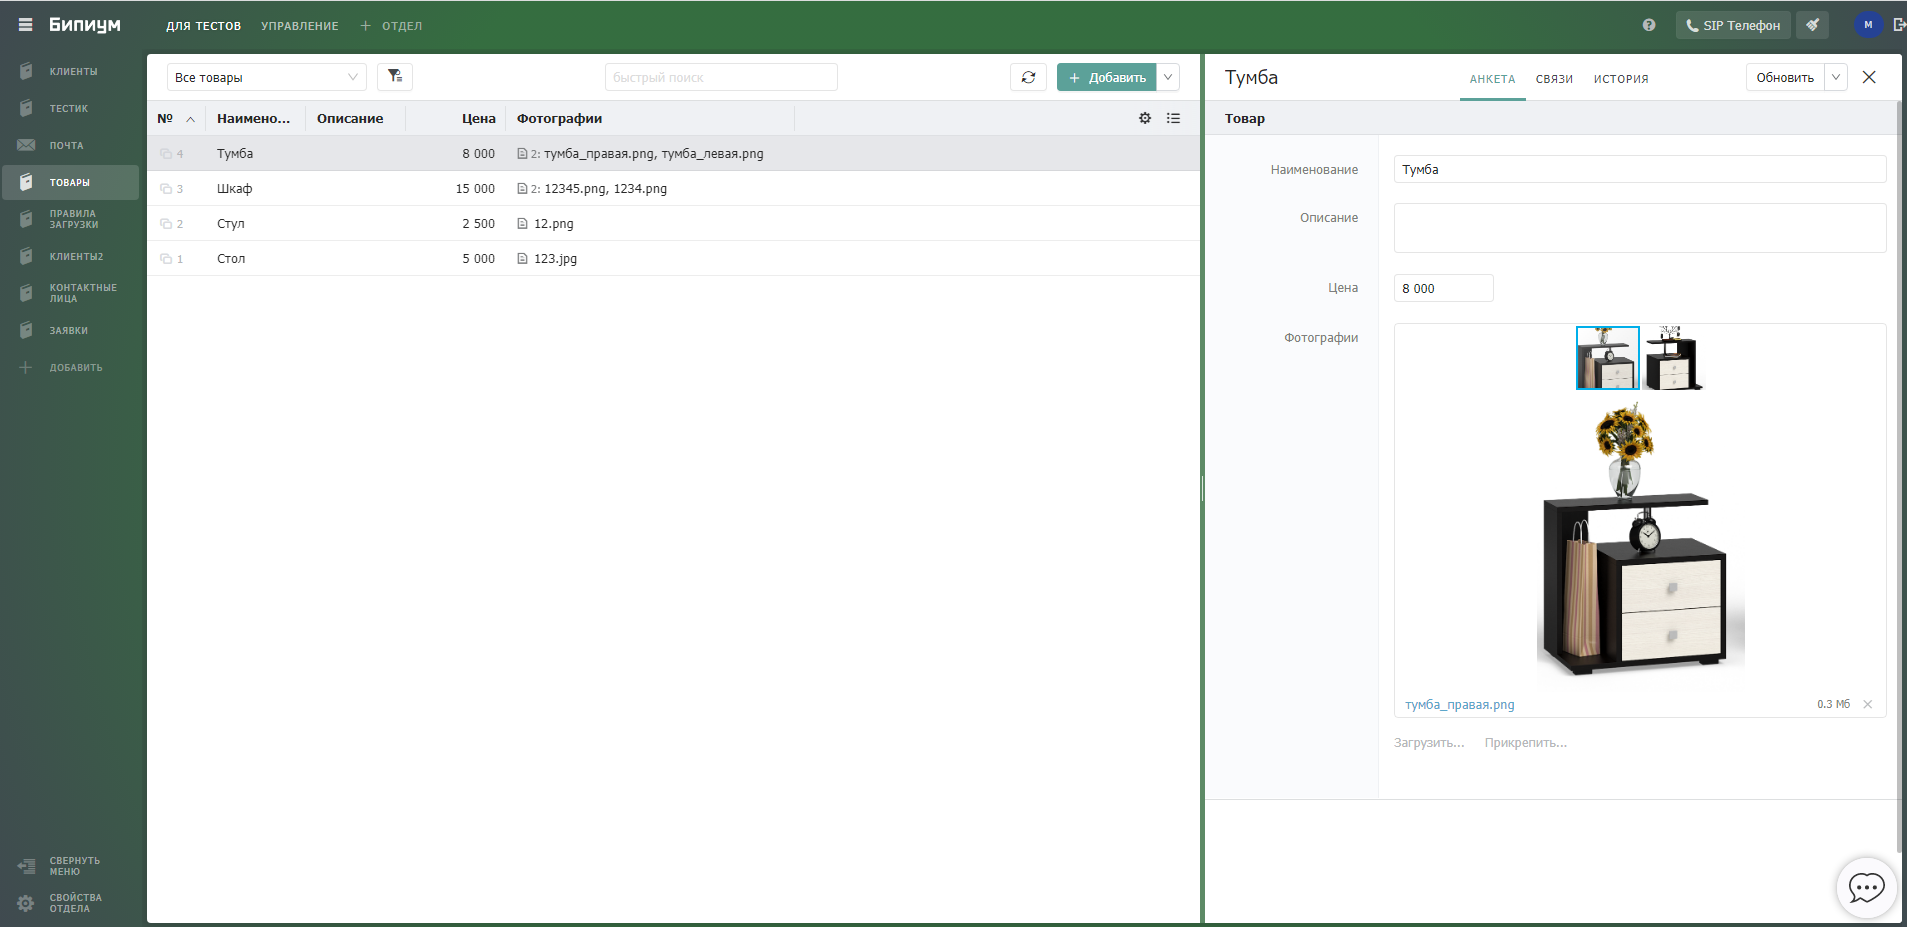 Бипиум
ДЛЯ ТЕСТОВ УПРАВЛЕНИЕ + ОТДЕЛ
SIP Телефон
М
КЛИЕНТЫ
ТЕСТИК
ПОЧТА
ТОВАРЫ
ПРАВИЛА
ЗАГРУЗКИ
КЛИЕНТЫ2
КОНТАКТНЫЕ
ЛИЦА
ЗАЯВКИ
ДОБАВИТЬ
СВЕРНУТЬ
МЕНЮ
СВОЙСТВА
ОТДЕЛА
Все товары
быстрый поиск
+ Добавить
№ Наимено... Описание Цена Фотографии
4 Тумба 8 000 2: тумба_правая.png, тумба_левая.png
3 Шкаф 15 000 2: 12345.png, 1234.png
2 Стул 2 500 12.png
1 Стол 5 000 123.jpg
Тумба
АНКЕТА СВЯЗИ ИСТОРИЯ
Обновить
Товар
Наименование Тумба
Описание
Цена 8 000
Фотографии
тумба_правая.png 0.3 Мб
Загрузить... Прикрепить...